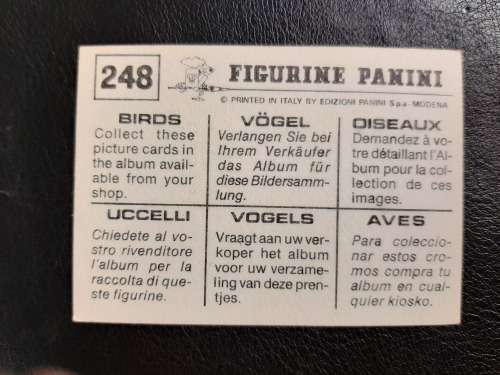 248
FIGURINE PANINI
© PRINTED IN ITALY BY EDIZIONI PANINI S.p.a. - MODENA
BIRDS
Collect these
picture cards in
the album avail-
able from your
shop.
VÖGEL
Verlangen Sie bei
Ihrem Verkäufer
das Album für
diese Bildersamm-
lung.
OISEAUX
Demandez à vo-
tre détaillant l'Al-
bum pour la col-
lection de ces
images.
UCCELLI
Chiedete al vo-
stro rivenditore
l'album per la
raccolta di que-
ste figurine.
VOGELS
Vraagt aan uw ver-
koper het album
voor uw verzame-
ling van deze pren-
tjes.
AVES
Para coleccio-
nar estos cro-
mos compra tu
album en cual-
quier kiosko.